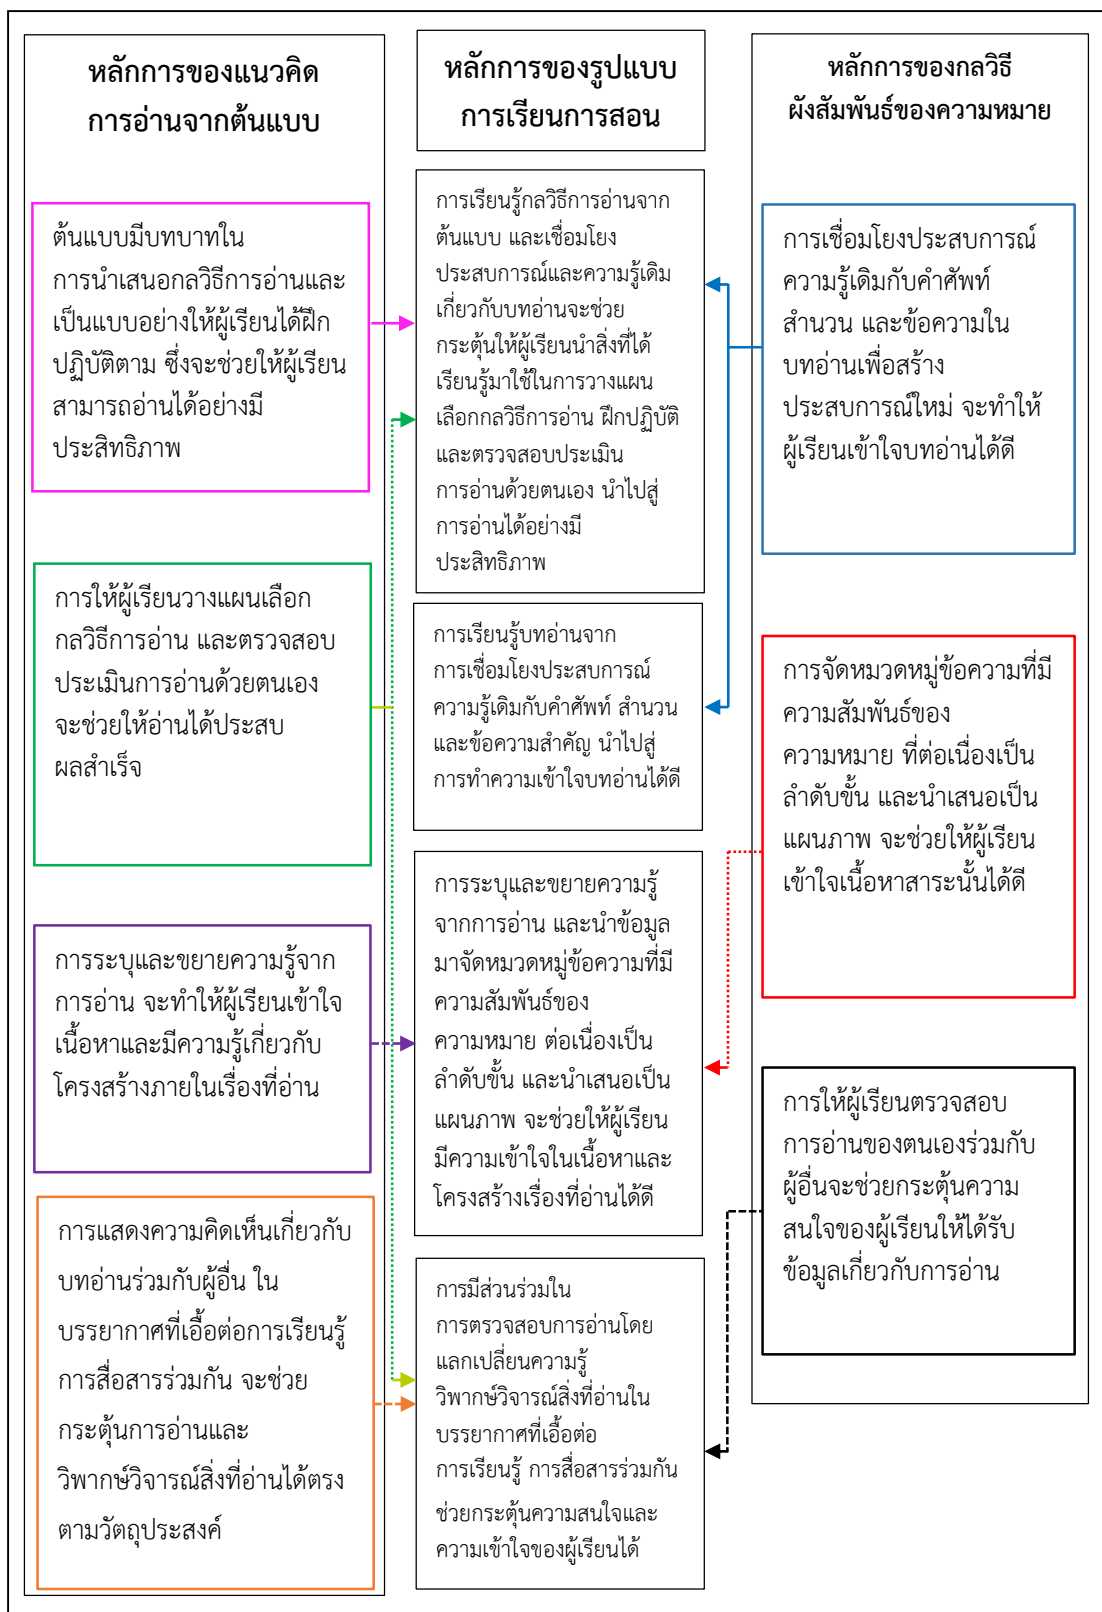 หลักการของแนวคิด
การอ่านจากต้นแบบ
ต้นแบบมีบทบาทใน
การนำเสนอกลวิธีการอ่านและ
เป็นแบบอย่างให้ผู้เรียนได้ฝึก
ปฏิบัติตาม ซึ่งจะช่วยให้ผู้เรียน
สามารถอ่านได้อย่างมี
ประสิทธิภาพ
การให้ผู้เรียนวางแผนเลือก
กลวิธีการอ่าน และตรวจสอบ
ประเมินการอ่านด้วยตนเอง
จะช่วยให้อ่านได้ประสบ
ผลสำเร็จ
การระบุและขยายความรู้จาก
การอ่าน จะทำให้ผู้เรียนเข้าใจ
เนื้อหาและมีความรู้เกี่ยวกับ
โครงสร้างภายในเรื่องที่อ่าน
การแสดงความคิดเห็นเกี่ยวกับ
บทอ่านร่วมกับผู้อื่น ใน
บรรยากาศที่เอื้อต่อการเรียนรู้
การสื่อสารร่วมกัน จะช่วย
กระตุ้นการอ่านและ
วิพากษ์วิจารณ์สิ่งที่อ่านได้ตรง
ตามวัตถุประสงค์
หลักการของรูปแบบ
การเรียนการสอน
การเรียนรู้กลวิธีการอ่านจาก
ต้นแบบ และเชื่อมโยง
ประสบการณ์และความรู้เดิม
เกี่ยวกับบทอ่านจะช่วย
กระตุ้นให้ผู้เรียนนำสิ่งที่ได้
เรียนรู้มาใช้ในการวางแผน
เลือกกลวิธีการอ่าน ฝึกปฏิบัติ
และตรวจสอบประเมิน
การอ่านด้วยตนเอง นำไปสู่
การอ่านได้อย่างมี
ประสิทธิภาพ
การเรียนรู้บทอ่านจาก
การเชื่อมโยงประสบการณ์
ความรู้เดิมกับคำศัพท์ สำนวน
และข้อความสำคัญ นำไปสู่
การทำความเข้าใจบทอ่านได้ดี
การระบุและขยายความรู้
จากการอ่าน และนำข้อมูล
มาจัดหมวดหมู่ข้อความที่มี
ความสัมพันธ์ของ
ความหมาย ต่อเนื่องเป็น
ลำดับขั้น และนำเสนอเป็น
แผนภาพ จะช่วยให้ผู้เรียน
มีความเข้าใจในเนื้อหาและ
โครงสร้างเรื่องที่อ่านได้ดี
การมีส่วนร่วมใน
การตรวจสอบการอ่านโดย
แลกเปลี่ยนความรู้
วิพากษ์วิจารณ์สิ่งที่อ่านใน
บรรยากาศที่เอื้อต่อ
การเรียนรู้ การสื่อสารร่วมกัน
ช่วยกระตุ้นความสนใจและ
ความเข้าใจของผู้เรียนได้
หลักการของกลวิธี
ผังสัมพันธ์ของความหมาย
การเชื่อมโยงประสบการณ์
ความรู้เดิมกับคำศัพท์
สำนวน และข้อความใน
บทอ่านเพื่อสร้าง
ประสบการณ์ใหม่ จะทำให้
ผู้เรียนเข้าใจบทอ่านได้ดี
การจัดหมวดหมู่ข้อความที่มี
ความสัมพันธ์ของ
ความหมาย ที่ต่อเนื่องเป็น
ลำดับขั้น และนำเสนอเป็น
แผนภาพ จะช่วยให้ผู้เรียน
เข้าใจเนื้อหาสาระนั้นได้ดี
การให้ผู้เรียนตรวจสอบ
การอ่านของตนเองร่วมกับ
ผู้อื่นจะช่วยกระตุ้นความ
สนใจของผู้เรียนให้ได้รับ
ข้อมูลเกี่ยวกับการอ่าน